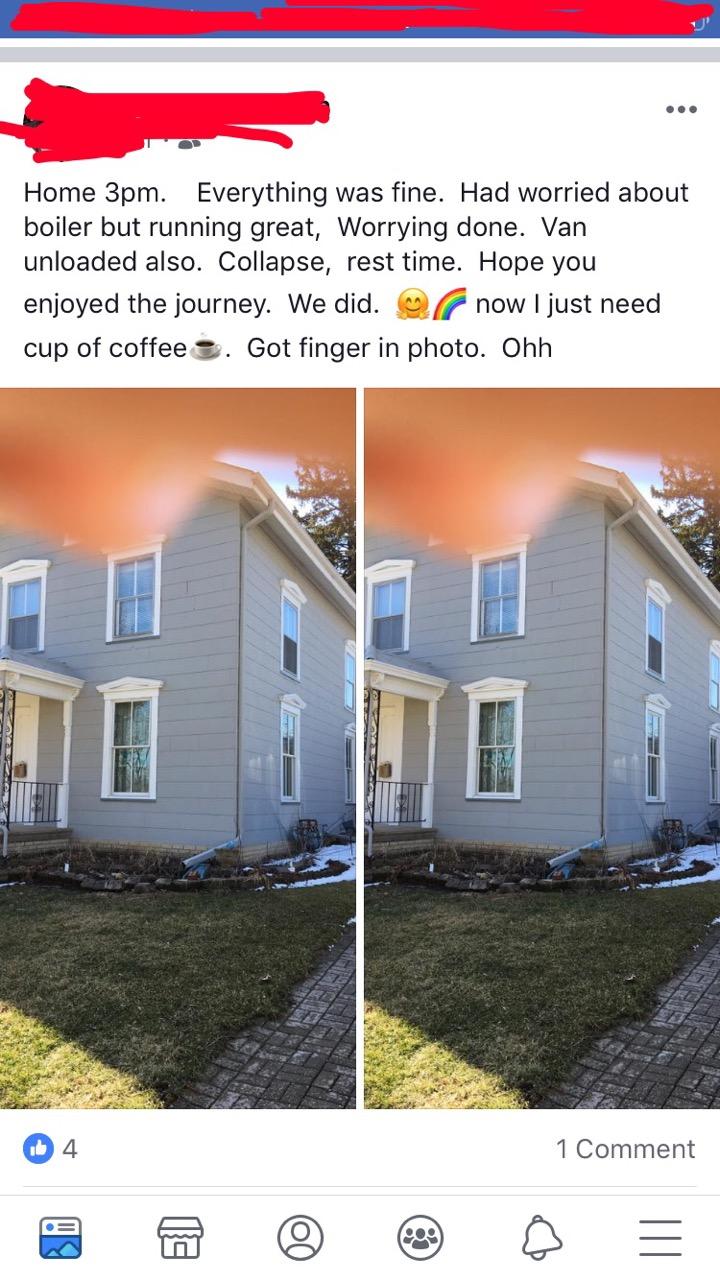 Home 3pm.    Everything was fine.  Had worried about
boiler but running great,  Worrying done.  Van
unloaded also.  Collapse,  rest time.  Hope you
enjoyed the journey.  We did.  🤗🌈 now I just need
cup of coffee☕.  Got finger in photo.  Ohh
4
1 Comment